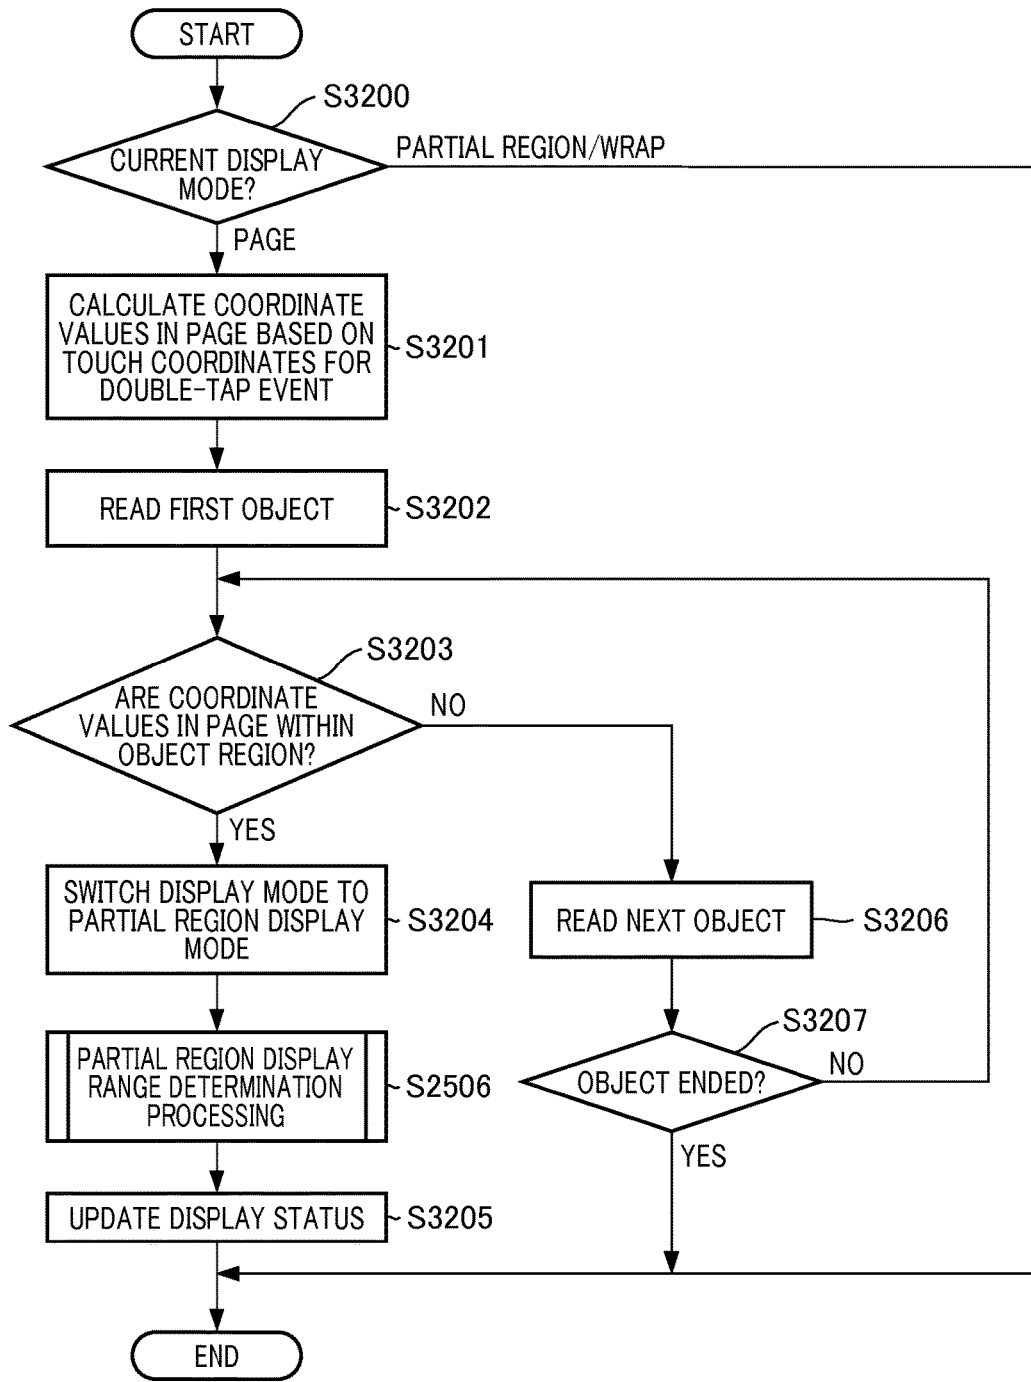 START
S3200
CURRENT DISPLAY
MODE?
PARTIAL REGION/WRAP
PAGE
CALCULATE COORDINATE
VALUES IN PAGE BASED ON
TOUCH COORDINATES FOR
DOUBLE-TAP EVENT
S3201
READ FIRST OBJECT
S3202
S3203
ARE COORDINATE
VALUES IN PAGE WITHIN
OBJECT REGION?
NO
YES
SWITCH DISPLAY MODE TO
PARTIAL REGION DISPLAY
MODE
S3204
READ NEXT OBJECT
S3206
S3207
OBJECT ENDED?
NO
YES
PARTIAL REGION DISPLAY
RANGE DETERMINATION
PROCESSING
S2506
UPDATE DISPLAY STATUS
S3205
END